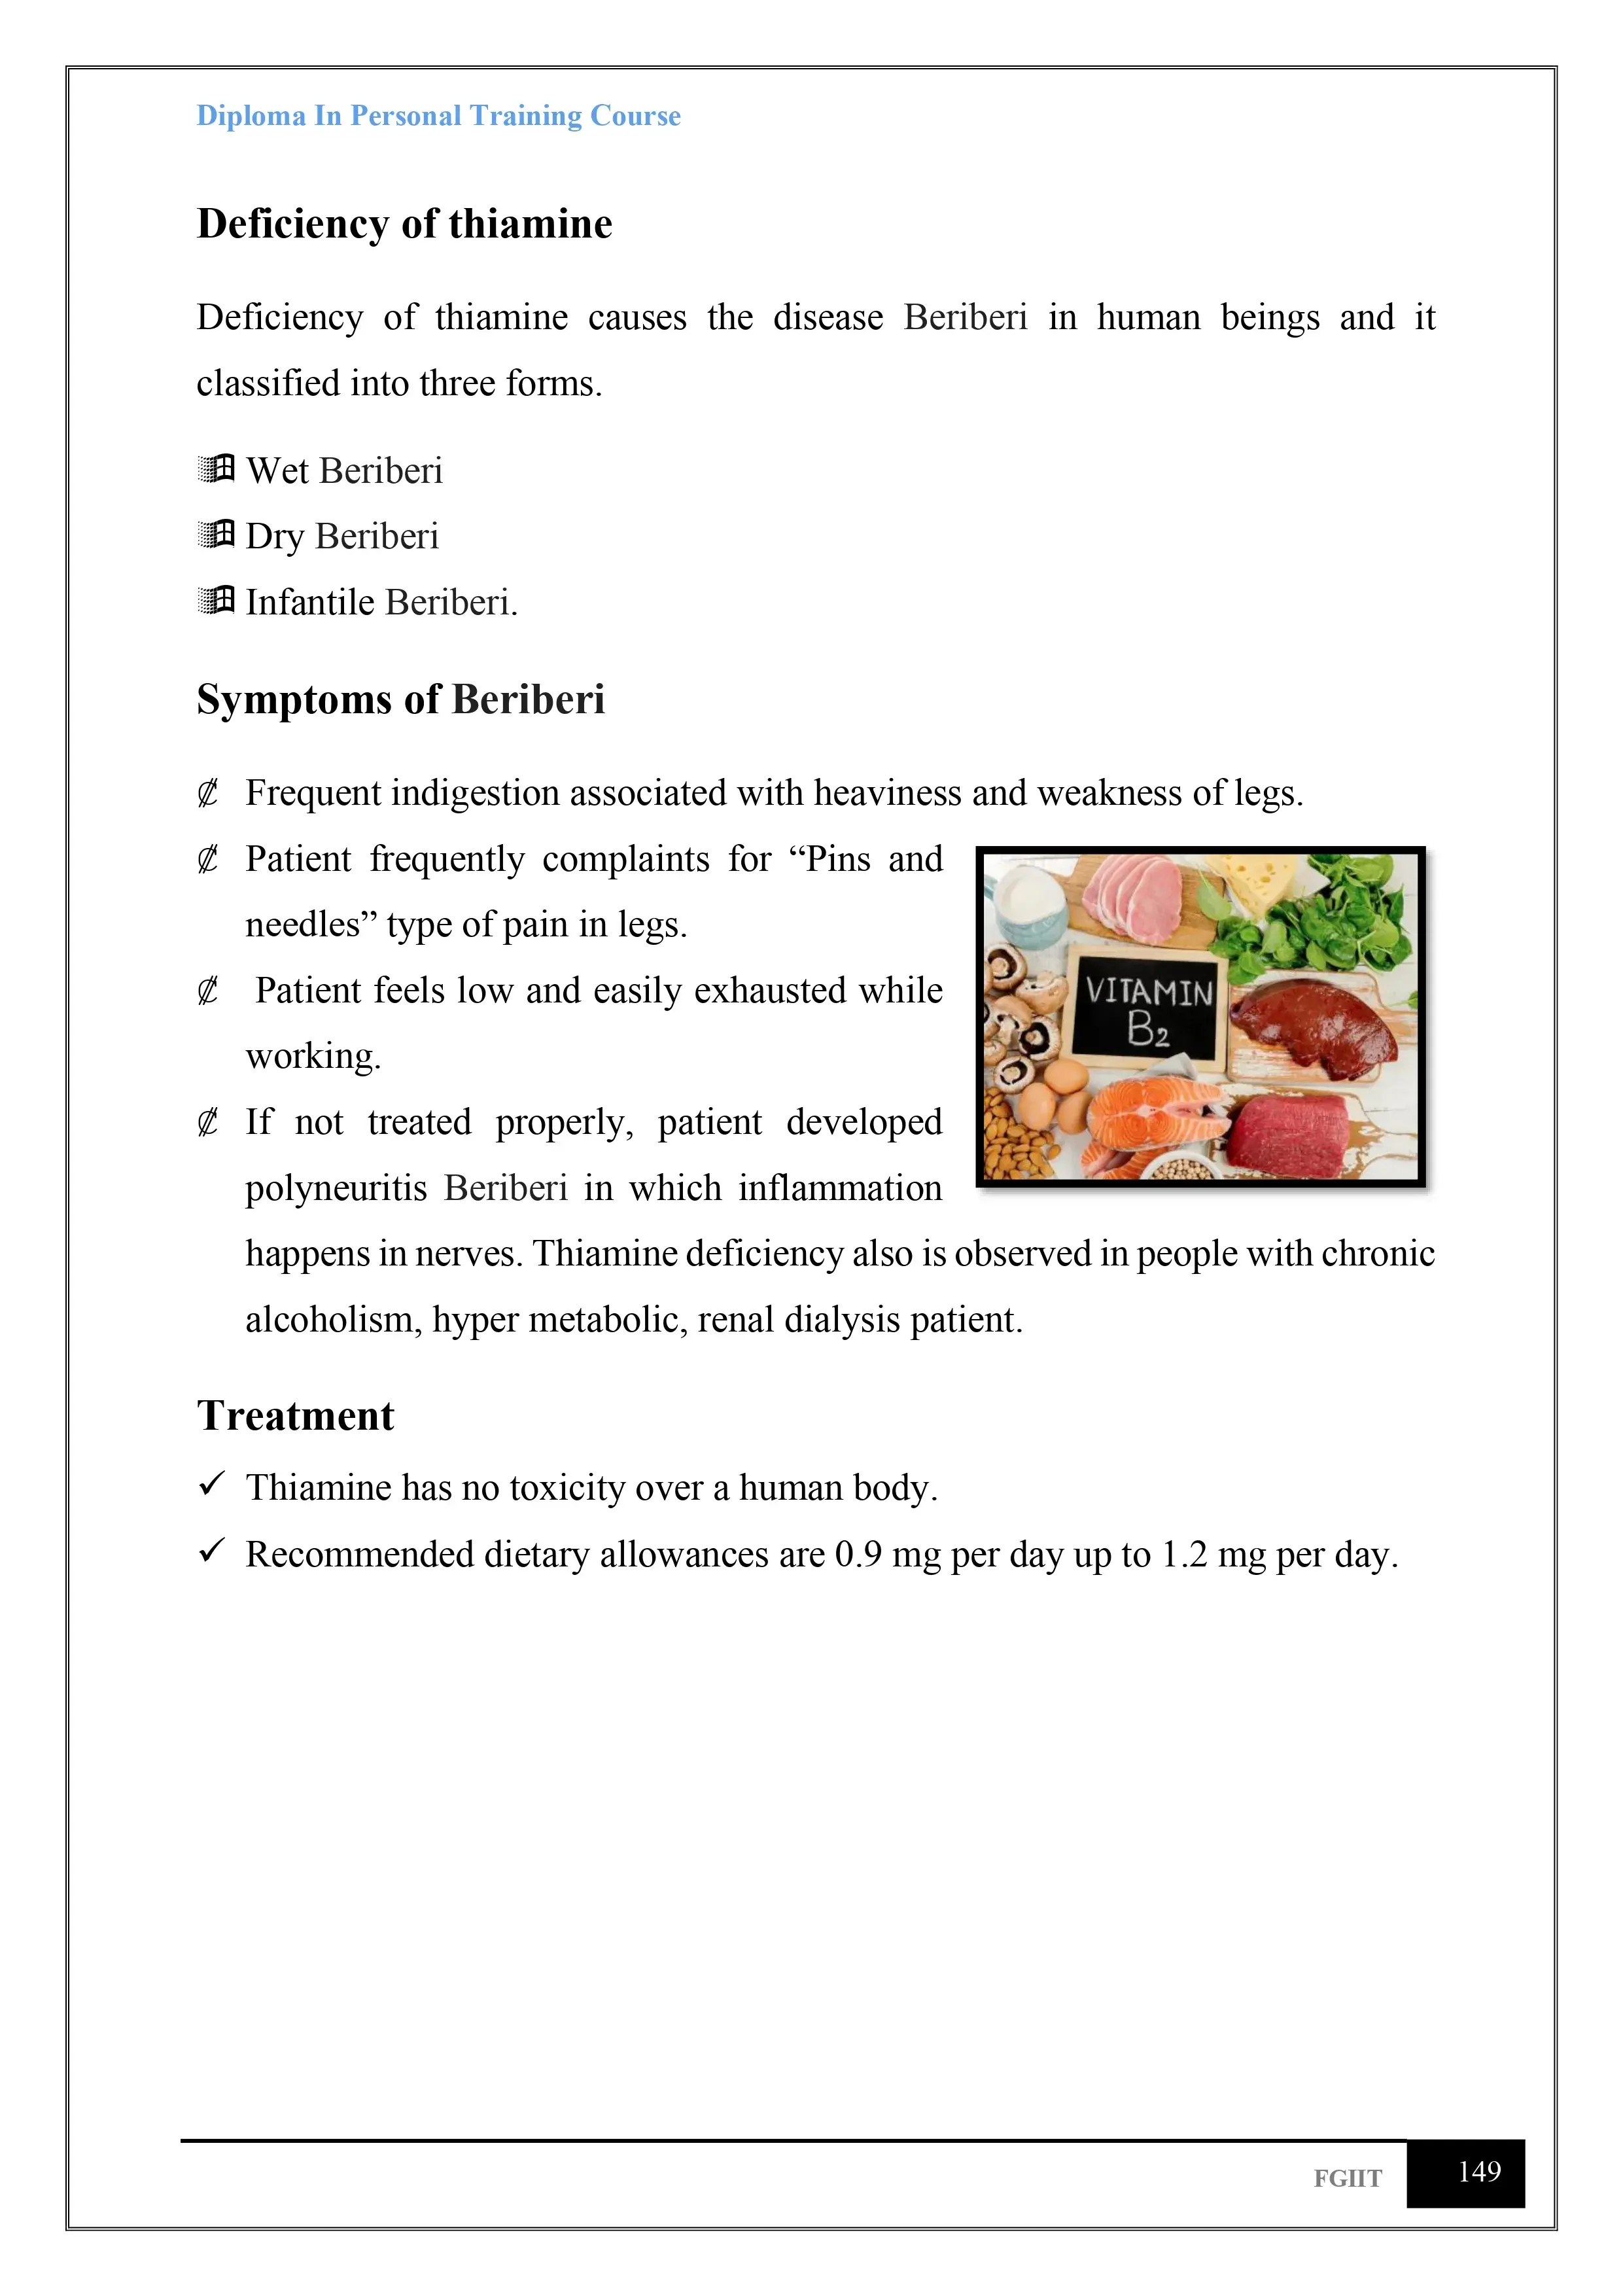 Diploma In Personal Training Course
Deficiency of thiamine
Deficiency of thiamine causes the disease Beriberi in human beings and it
classified into three forms.
Wet Beriberi
Dry Beriberi
Infantile Beriberi.
Symptoms of Beriberi
₡ Frequent indigestion associated with heaviness and weakness of legs.
₡ Patient frequently complaints for “Pins and
needles” type of pain in legs.
₡ Patient feels low and easily exhausted while
working.
₡ If not treated properly, patient developed
polyneuritis Beriberi in which inflammation
happens in nerves. Thiamine deficiency also is observed in people with chronic
alcoholism, hyper metabolic, renal dialysis patient.
VITAMIN
B2
Treatment
✓ Thiamine has no toxicity over a human body.
✓ Recommended dietary allowances are 0.9 mg per day up to 1.2 mg per day.
FGIIT
149